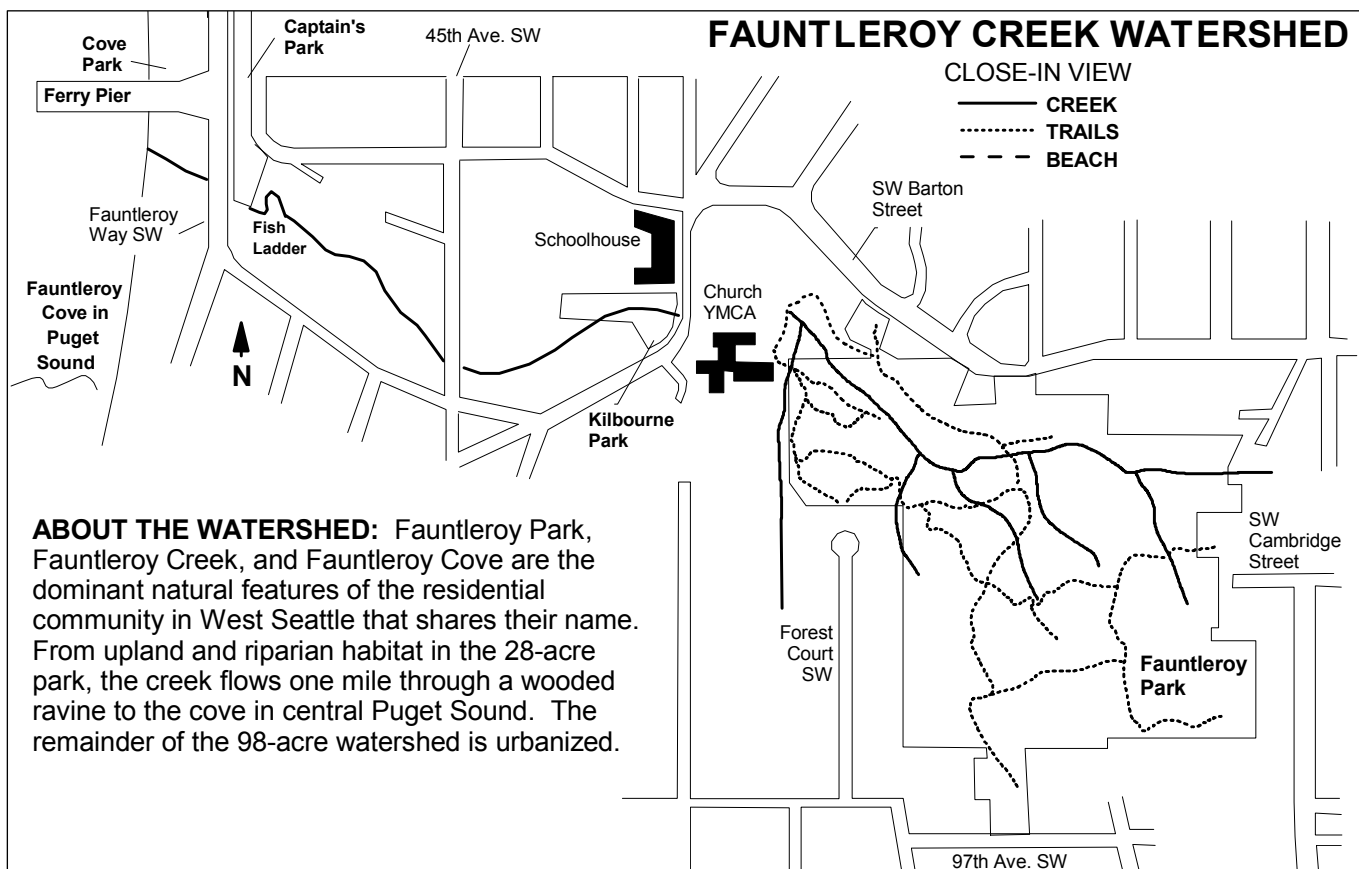 FAUNTLEROY CREEK WATERSHED
CLOSE-IN VIEW
CREEK
TRAILS
BEACH
Cove
Park
Captain's
Park
45th Ave. SW
Ferry Pier
SW Barton
Street
Fauntleroy
Way SW
Fish
Ladder
Schoolhouse
Fauntleroy
Cove in
Puget
Sound
N
Church
YMCA
Kilbourne
Park
ABOUT THE WATERSHED: Fauntleroy Park,
Fauntleroy Creek, and Fauntleroy Cove are the
dominant natural features of the residential
community in West Seattle that shares their name.
From upland and riparian habitat in the 28-acre
park, the creek flows one mile through a wooded
ravine to the cove in central Puget Sound. The
remainder of the 98-acre watershed is urbanized.
SW
Cambridge
Street
Forest
Court
SW
Fauntleroy
Park
97th Ave. SW